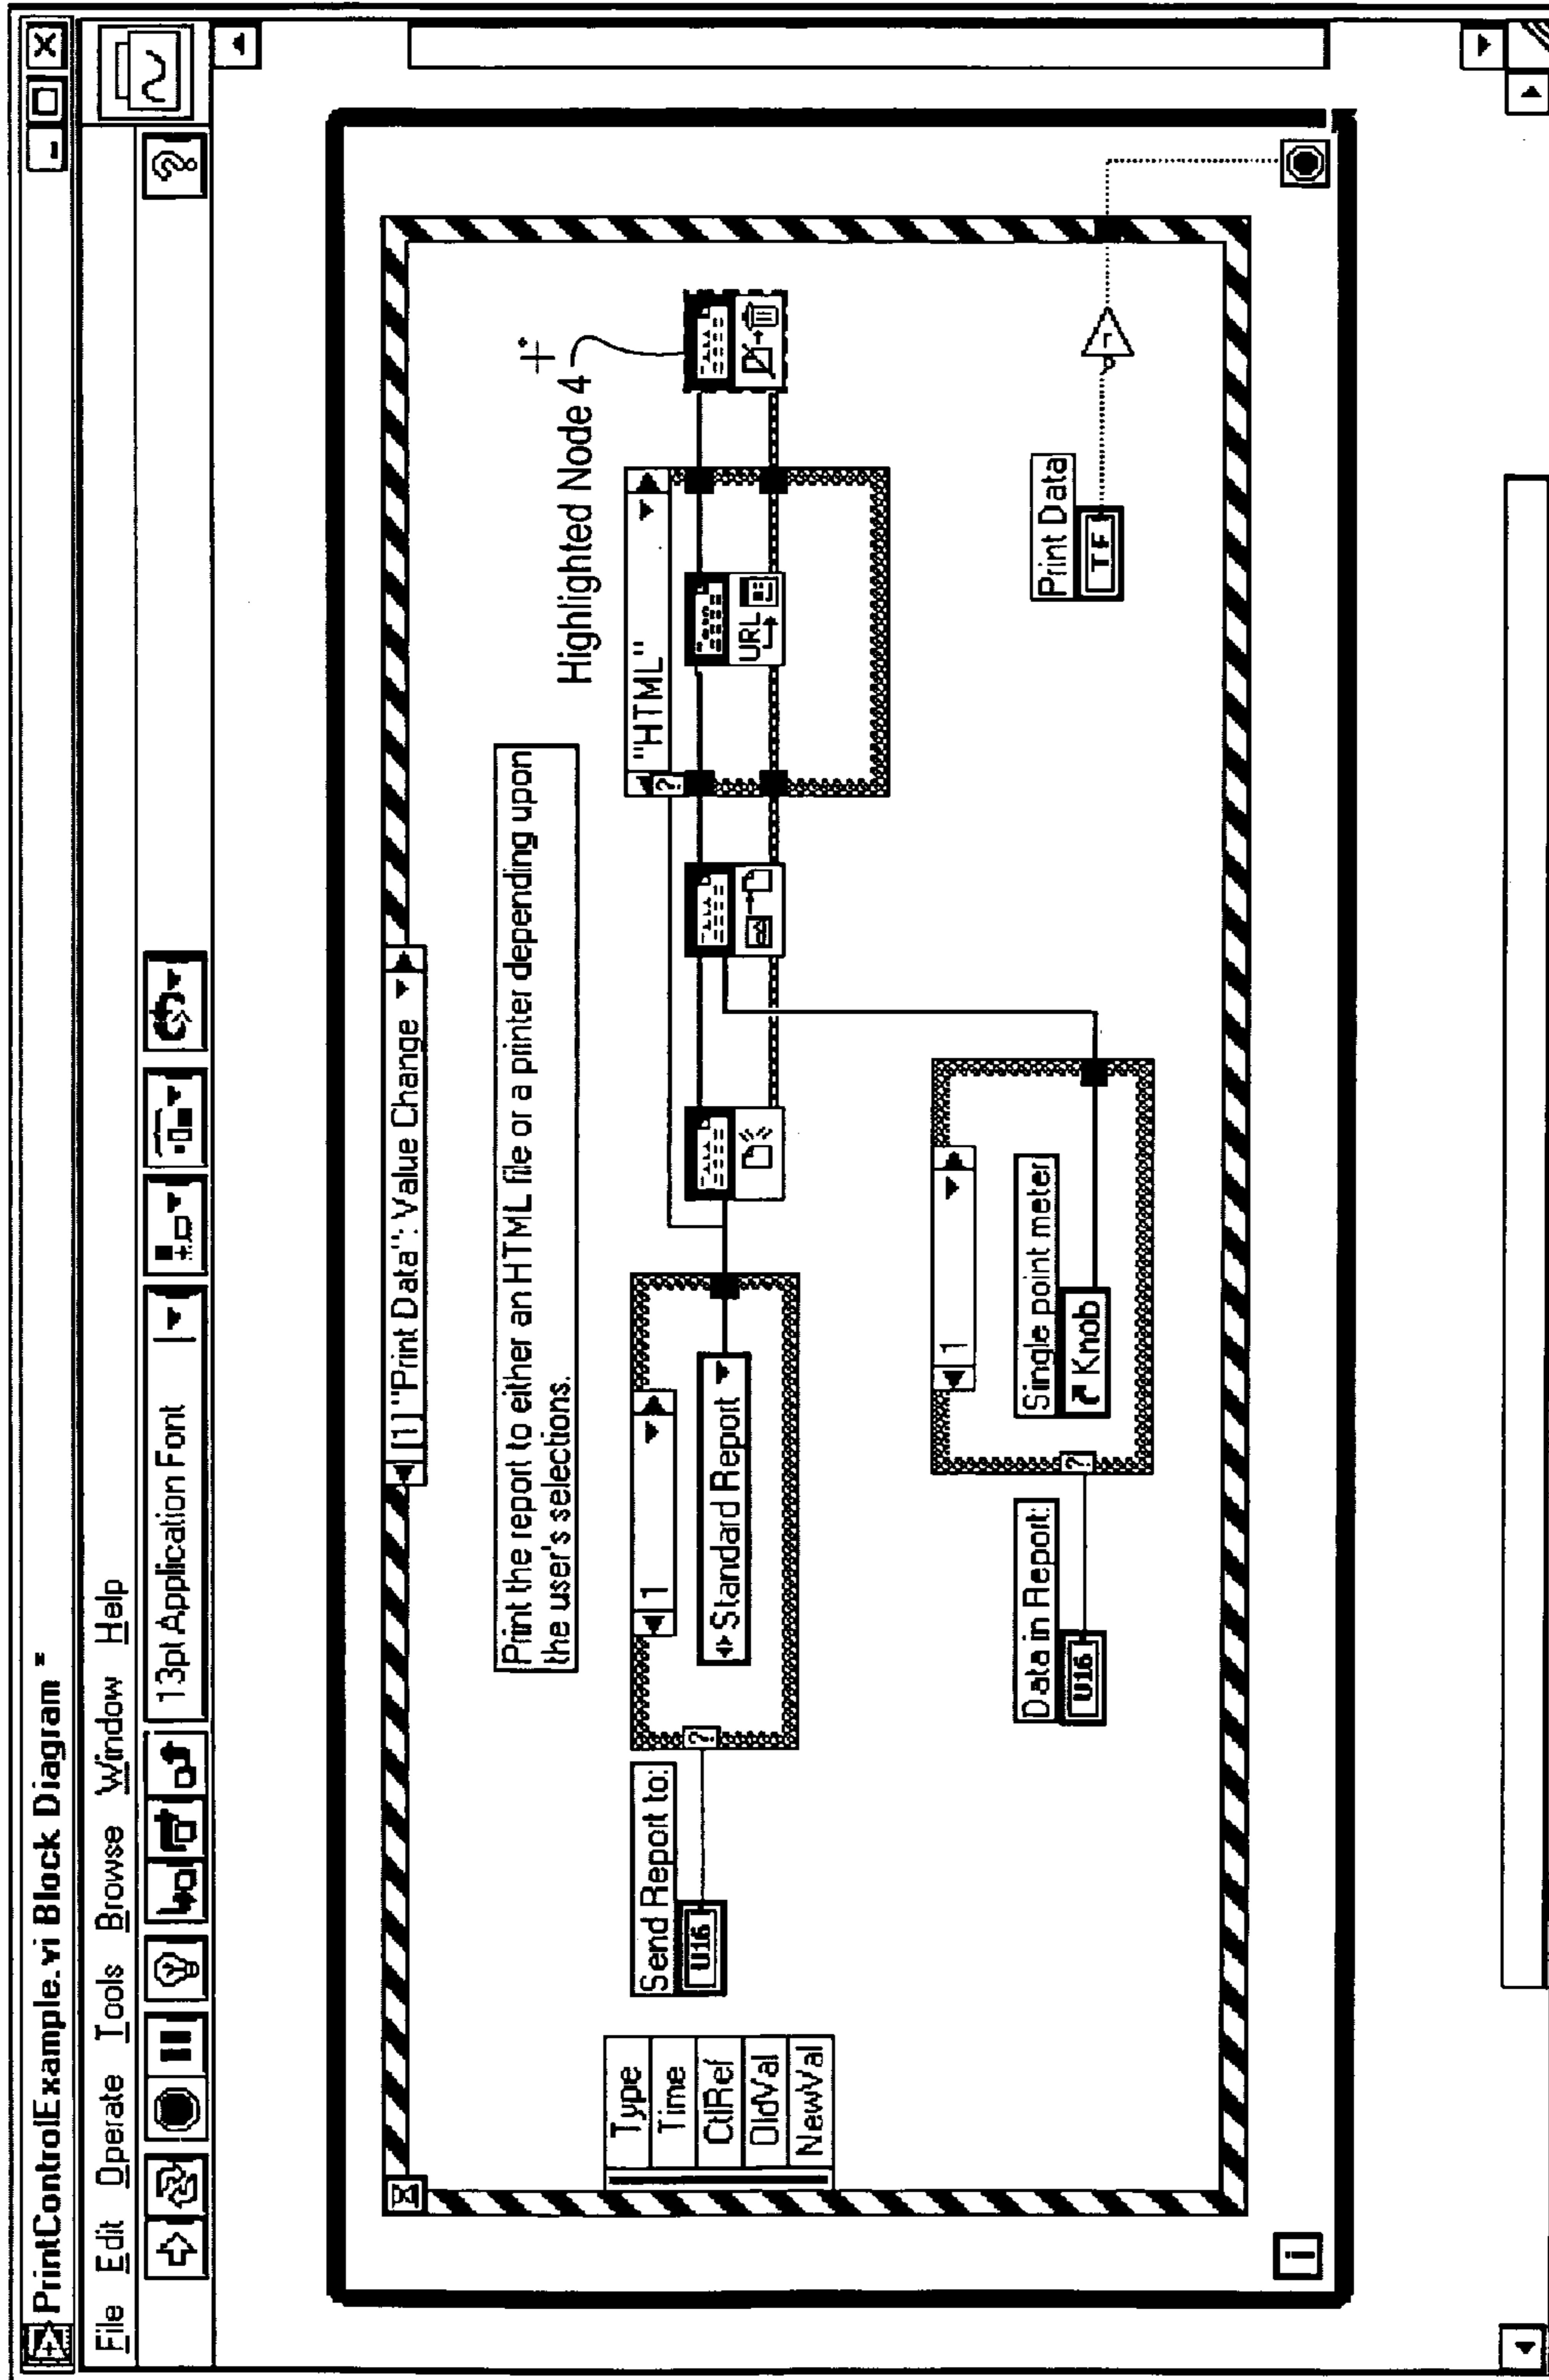 PrintControlExample.vi Block Diagram *
File Edit Operate Tools Browse Window Help
13pt Application Font
?
[1] "Print Data": Value Change
Print the report to either an HTML file or a printer depending upon
the user's selections.
Highlighted Node 4
Type
Time
CtlRef
OldVal
NewVal
Send Report to:
U16
?
1
Standard Report
?
"HTML"
URL
Data in Report:
U16
?
1
Single point meter
Knob
Print Data
TF
i